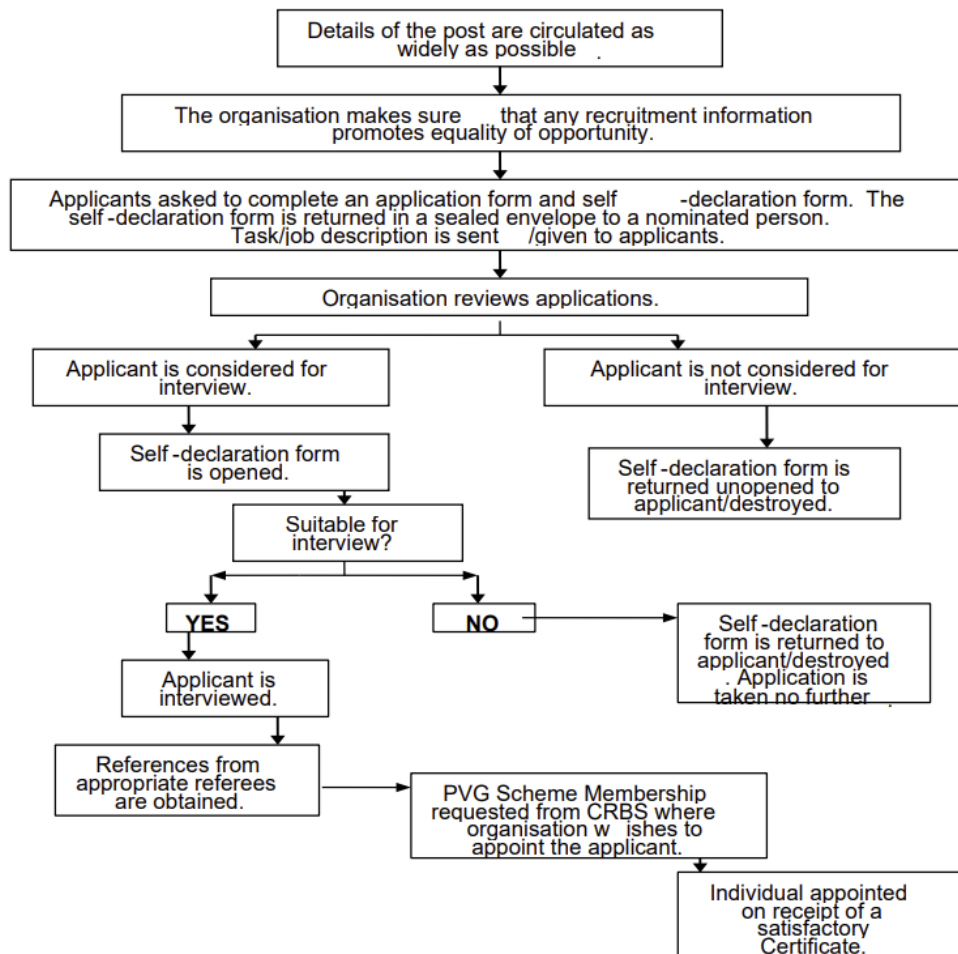 Details of the post are circulated as
widely as possible .
The organisation makes sure that any recruitment information
promotes equality of opportunity.
Applicants asked to complete an application form and self -declaration form. The
self -declaration form is returned in a sealed envelope to a nominated person.
Task/job description is sent /given to applicants.
Organisation reviews applications.
Applicant is considered for
interview.
Applicant is not considered for
interview.
Self -declaration form
is opened.
Self -declaration form is
returned unopened to
applicant/destroyed.
Suitable for
interview?
YES
NO
Self -declaration
form is returned to
applicant/destroyed
. Application is
taken no further .
Applicant is
interviewed.
References from
appropriate referees
are obtained.
PVG Scheme Membership
requested from CRBS where
organisation w ishes to
appoint the applicant.
Individual appointed
on receipt of a
satisfactory
Certificate.